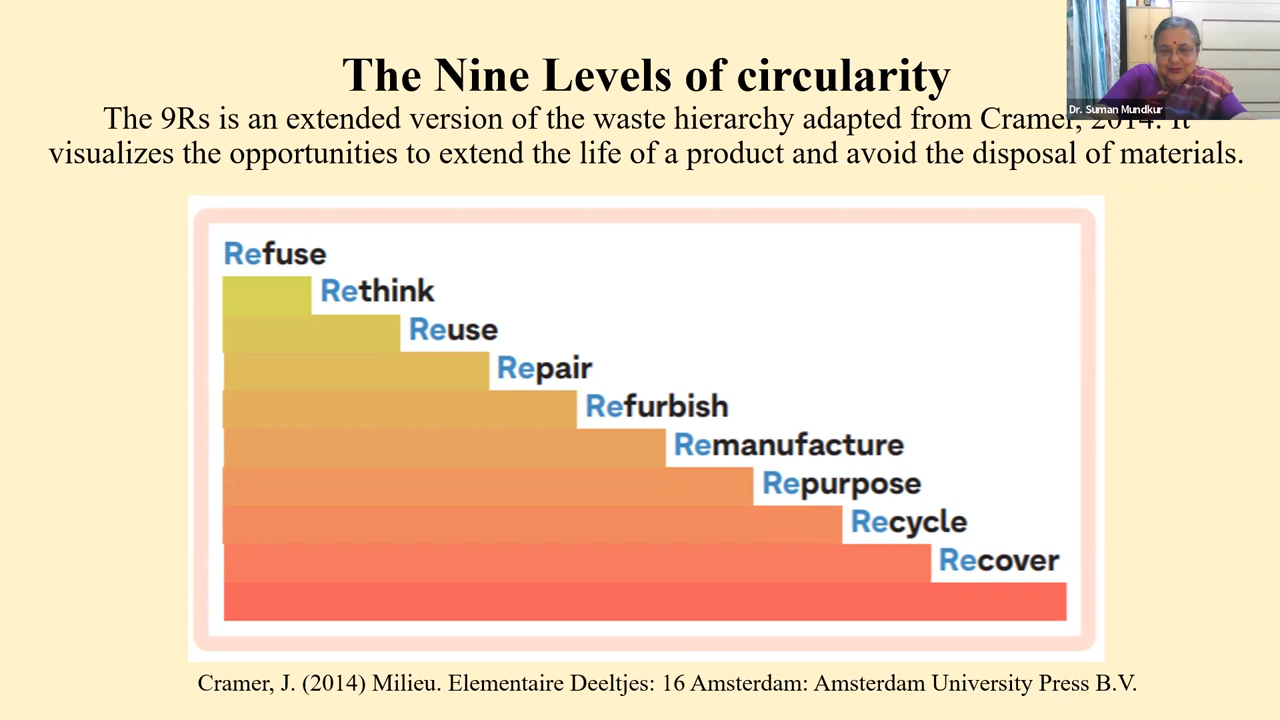 The Nine Levels of circularity
The 9Rs is an extended version of the waste hierarchy adapted from Cramer, 2014. It
visualizes the opportunities to extend the life of a product and avoid the disposal of materials.
Dr. Suman Mundkur
Refuse
Rethink
Reuse
Repair
Refurbish
Remanufacture
Repurpose
Recycle
Recover
Cramer, J. (2014) Milieu. Elementaire Deeltjes: 16 Amsterdam: Amsterdam University Press B.V.